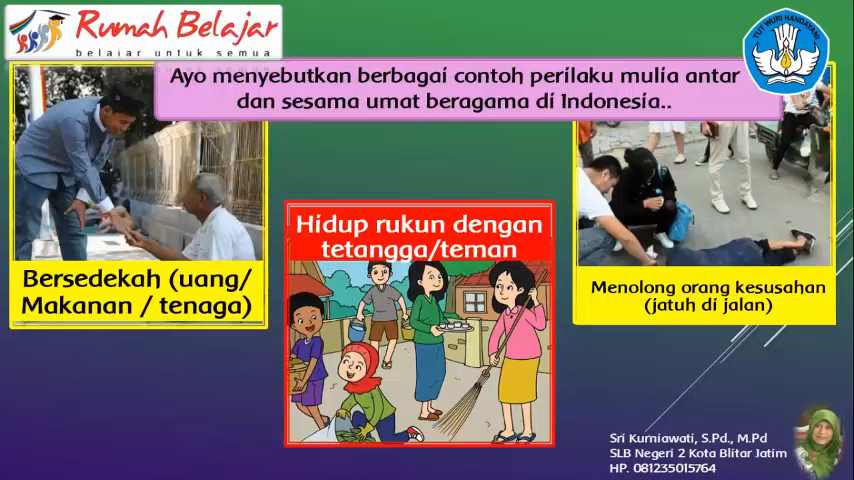 Rumah Belajar
belajar untuk semua
TUT WURI HANDAYANI
Ayo menyebutkan berbagai contoh perilaku mulia antar
dan sesama umat beragama di Indonesia..
Bersedekah (uang/
Makanan / tenaga)
Hidup rukun dengan
tetangga/teman
Menolong orang kesusahan
(jatuh di jalan)
Sri Kurniawati, S.Pd., M.Pd
SLB Negeri 2 Kota Blitar Jatim
HP. 081235015764